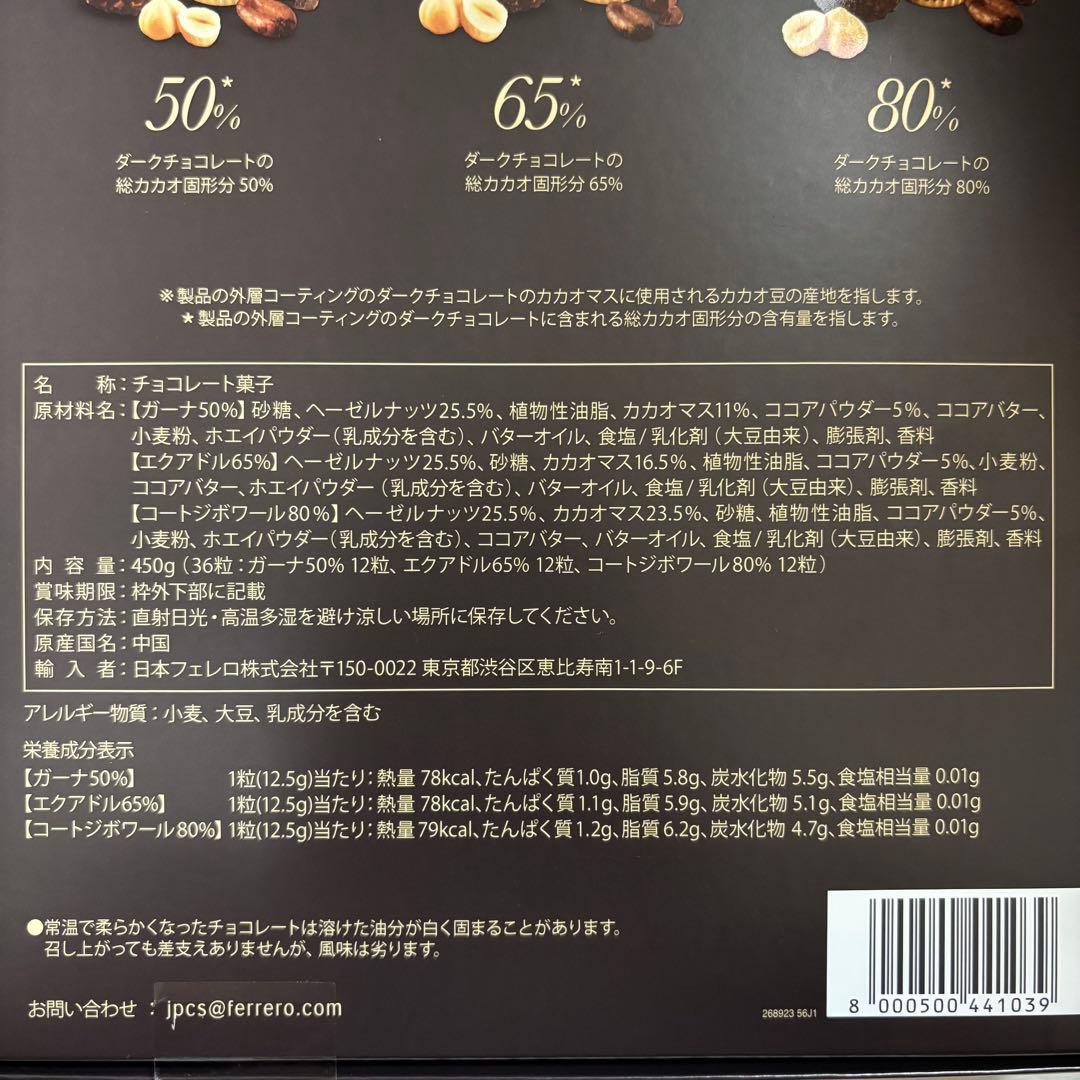 50%*
ダークチョコレートの
総カカオ固形分 50%
65%*
ダークチョコレートの
総カカオ固形分 65%
80%*
ダークチョコレートの
総カカオ固形分 80%
※製品の外層コーティングのダークチョコレートのカカオマスに使用されるカカオ豆の産地を指します。
*製品の外層コーティングのダークチョコレートに含まれる総カカオ固形分の含有量を指します。
名称：チョコレート菓子
原材料名：【ガーナ50%】砂糖、ヘーゼルナッツ25.5%、植物性油脂、カカオマス11%、ココアパウダー5%、ココアバター、
小麦粉、ホエイパウダー（乳成分を含む）、バターオイル、食塩/乳化剤（大豆由来）、膨張剤、香料
【エクアドル65%】ヘーゼルナッツ25.5%、砂糖、カカオマス16.5%、植物性油脂、ココアパウダー5%、小麦粉、
ココアバター、ホエイパウダー（乳成分を含む）、バターオイル、食塩/乳化剤（大豆由来）、膨張剤、香料
【コートジボワール80%】ヘーゼルナッツ25.5%、カカオマス23.5%、砂糖、植物性油脂、ココアパウダー5%、
小麦粉、ホエイパウダー（乳成分を含む）、ココアバター、バターオイル、食塩/乳化剤（大豆由来）、膨張剤、香料
内容量：450g（36粒：ガーナ50% 12粒、エクアドル65% 12粒、コートジボワール80% 12粒）
賞味期限：枠外下部に記載
保存方法：直射日光・高温多湿を避け涼しい場所に保存してください。
原産国名：中国
輸入者：日本フェレロ株式会社〒150-0022 東京都渋谷区恵比寿南1-1-9-6F
アレルギー物質：小麦、大豆、乳成分を含む
栄養成分表示
【ガーナ50%】 1粒(12.5g)当たり：熱量 78kcal、たんぱく質1.0g、脂質 5.8g、炭水化物 5.5g、食塩相当量 0.01g
【エクアドル65%】 1粒(12.5g)当たり：熱量 78kcal、たんぱく質1.1g、脂質 5.9g、炭水化物 5.1g、食塩相当量 0.01g
【コートジボワール80%】 1粒(12.5g)当たり：熱量 79kcal、たんぱく質1.2g、脂質 6.2g、炭水化物 4.7g、食塩相当量 0.01g
●常温で柔らかくなったチョコレートは溶けた油分が白く固まることがあります。
召し上がっても差支えありませんが、風味は劣ります。
お問い合わせ：jpcs@ferrero.com
268923 56J1
8 000500 441039